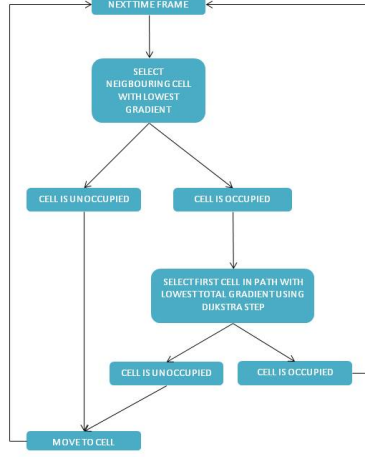 NEXT TIME FRAME
SELECT
NEIGBOURING CELL
WITH LOWEST
GRADIENT
CELL IS UNOCCUPIED
CELL IS OCCUPIED
SELECT FIRST CELL IN PATH WITH
LOWEST TOTAL GRADIENT USING
DIJKSTRA STEP
CELL IS UNOCCUPIED
CELL IS OCCUPIED
MOVE TO CELL